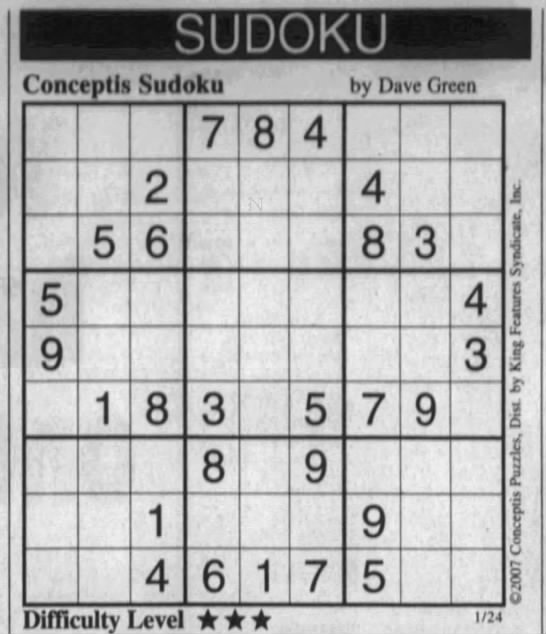 SUDOKU
Conceptis Sudoku by Dave Green
7 8 4
2 4
5 6 8 3
5 4
9 3
1 8 3 5 7 9
8 9
1 9
4 6 1 7 5
Difficulty Level ★★★ 1/24
©2007 Conceptis Puzzles, Dist. by King Features Syndicate, Inc.